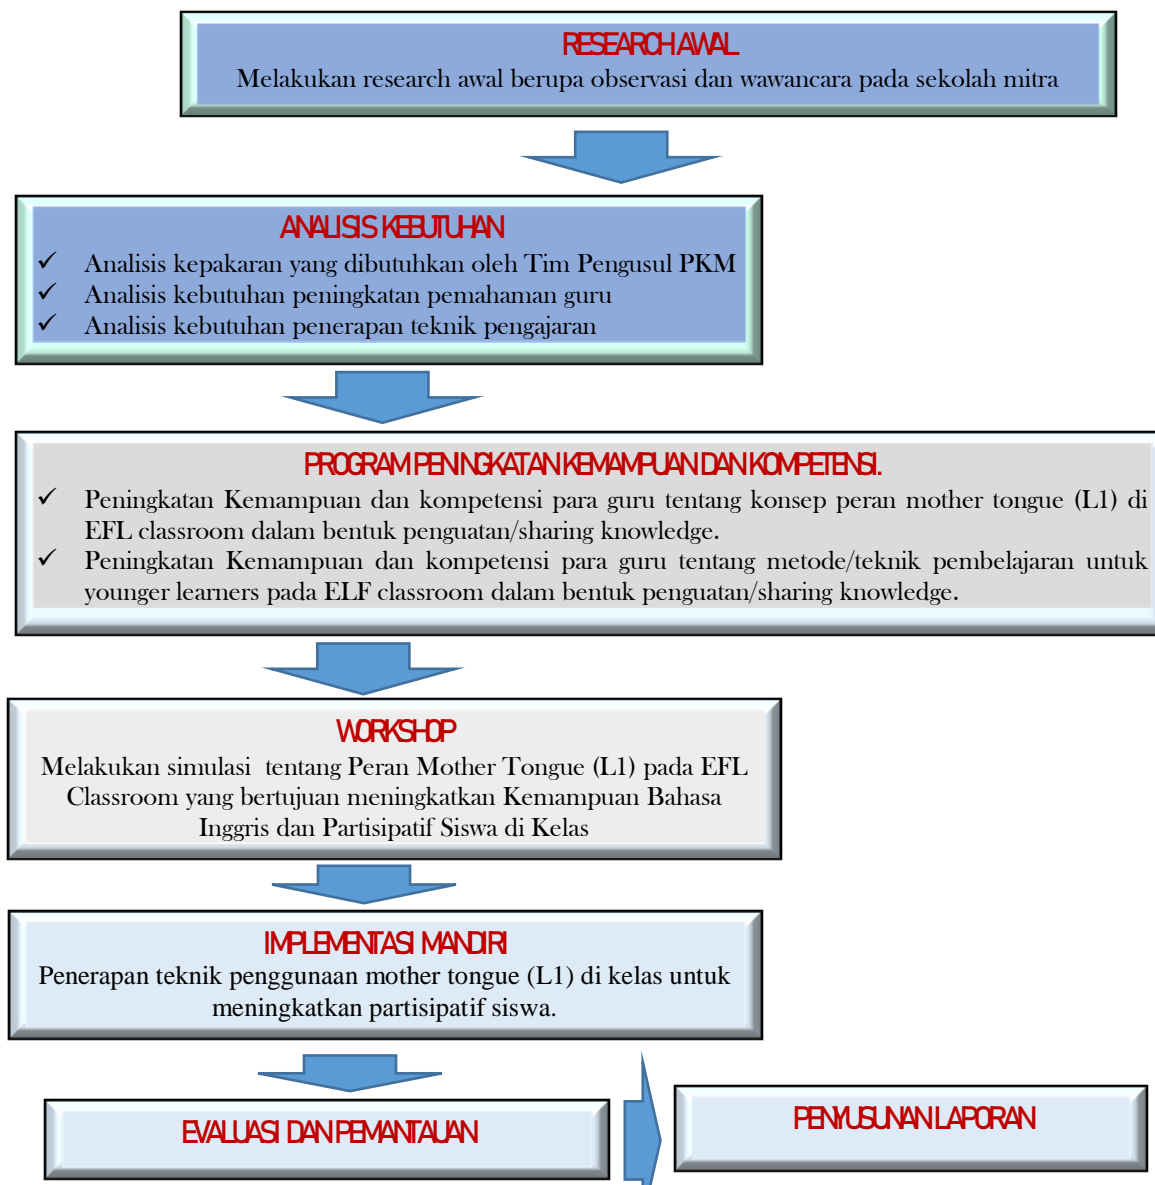 RESEARCH AWAL
Melakukan research awal berupa observasi dan wawancara pada sekolah mitra
ANALISIS KEBUTUHAN
✓ Analisis kepakaran yang dibutuhkan oleh Tim Pengusul PKM
✓ Analisis kebutuhan peningkatan pemahaman guru
✓ Analisis kebutuhan penerapan teknik pengajaran
PROGRAM PENINGKATAN KEMAMPUAN DAN KOMPETENSI.
✓ Peningkatan Kemampuan dan kompetensi para guru tentang konsep peran mother tongue (L1) di
EFL classroom dalam bentuk penguatan/sharing knowledge.
✓ Peningkatan Kemampuan dan kompetensi para guru tentang metode/teknik pembelajaran untuk
younger learners pada ELF classroom dalam bentuk penguatan/sharing knowledge.
WORKSHOP
Melakukan simulasi tentang Peran Mother Tongue (L1) pada EFL
Classroom yang bertujuan meningkatkan Kemampuan Bahasa
Inggris dan Partisipatif Siswa di Kelas
IMPLEMENTASI MANDIRI
Penerapan teknik penggunaan mother tongue (L1) di kelas untuk
meningkatkan partisipatif siswa.
EVALUASI DAN PEMANTAUAN
PENYUSUNAN LAPORAN